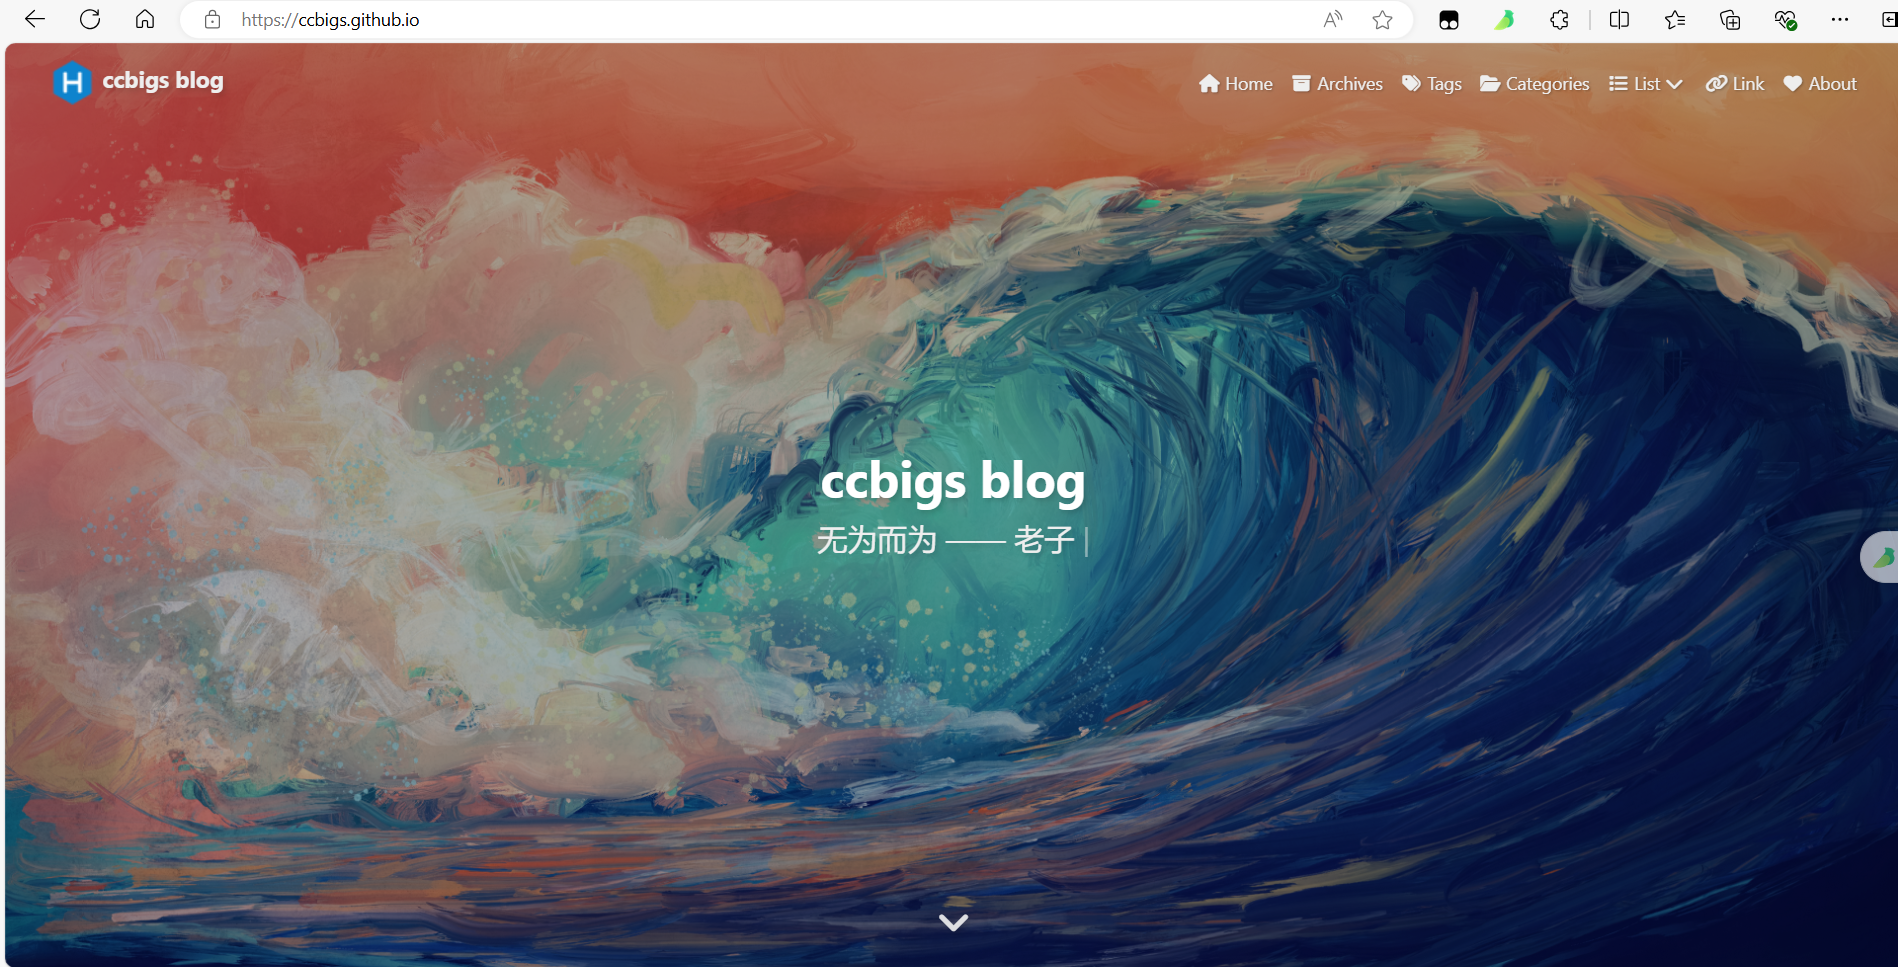 https://ccbigs.github.io
ccbigs blog
Home Archives Tags Categories List Link About
ccbigs blog
无为而为 —— 老子 |